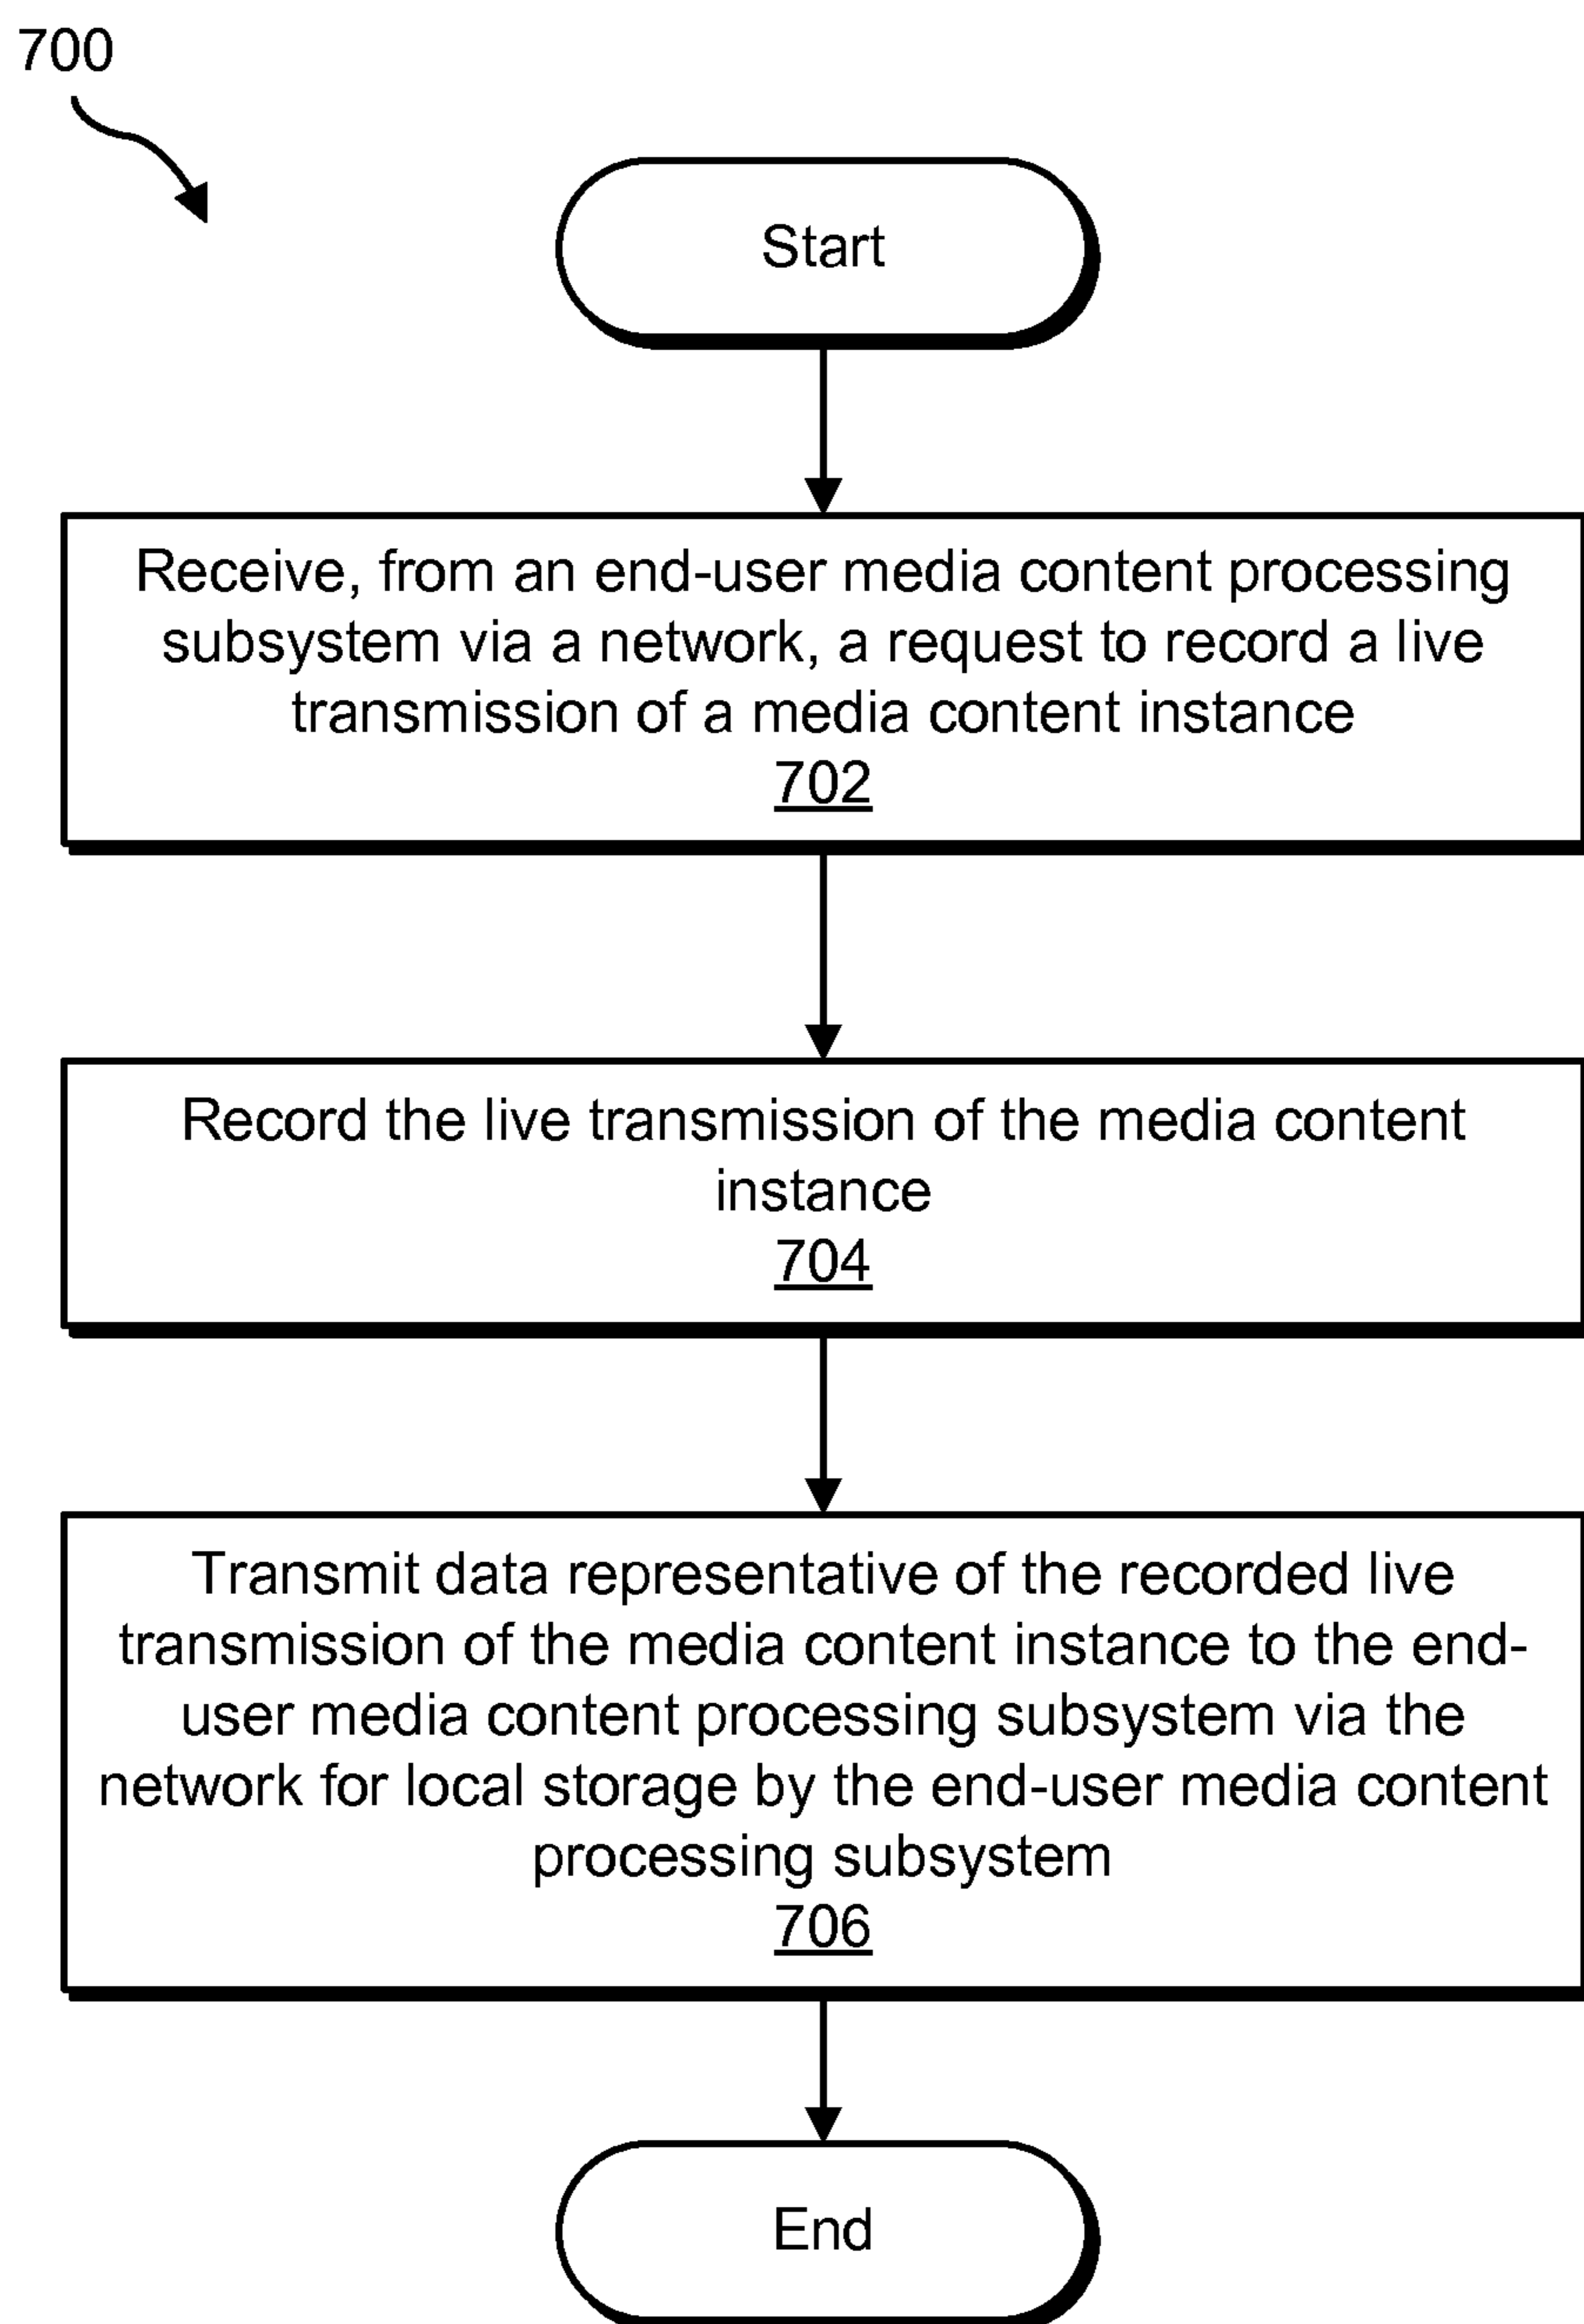 700
Start
Receive, from an end-user media content processing
subsystem via a network, a request to record a live
transmission of a media content instance
702
Record the live transmission of the media content
instance
704
Transmit data representative of the recorded live
transmission of the media content instance to the end-
user media content processing subsystem via the
network for local storage by the end-user media content
processing subsystem
706
End